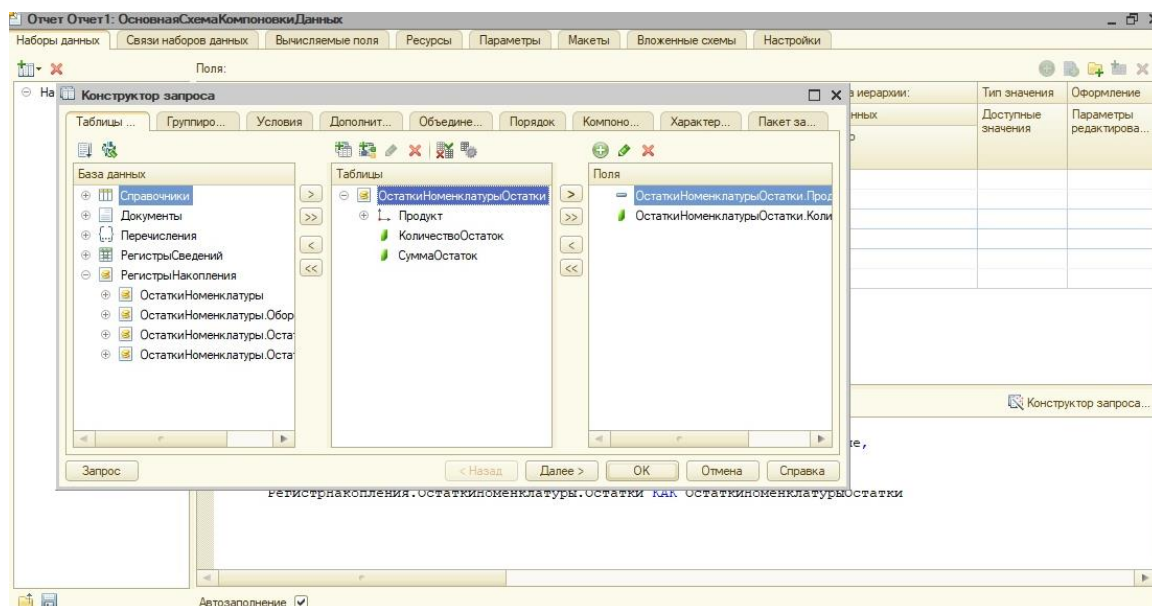 Отчет Отчет1: ОсновнаяСхемаКомпоновкиДанных
Наборы данных Связи наборов данных Вычисляемые поля Ресурсы Параметры Макеты Вложенные схемы Настройки
Поля:
На
Конструктор запроса
Таблицы ... Группиро... Условия Дополнит... Объедине... Порядок Компоно... Характер... Пакет за...
База данных
Справочники
Документы
Перечисления
РегистрыСведений
РегистрыНакопления
ОстаткиНоменклатуры
ОстаткиНоменклатуры.Обор
ОстаткиНоменклатуры.Оста
ОстаткиНоменклатуры.Оста
Таблицы
ОстаткиНоменклатурыОстатки
Продукт
КоличествоОстаток
СуммаОстаток
Поля
ОстаткиНоменклатурыОстатки.Прод
ОстаткиНоменклатурыОстатки.Коли
Запрос < Назад Далее > OK Отмена Справка
иерархии: Тип значения Оформление
нных Доступные значения Параметры редактирова...
Конструктор запроса...
РегистрНакопления.ОстаткиНоменклатуры.Остатки КАК ОстаткиНоменклатурыОстатки
Автозаполнение